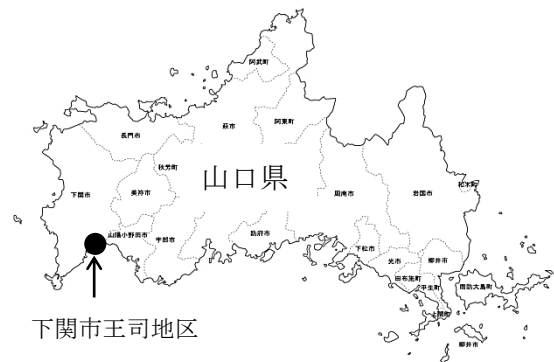 阿武町
萩市
阿東町
長門市
秋芳町
山口県
下関市
美祢市
周南市
岩国市
和木町
山陽小野田市
宇部市
防府市
下松市
光市
柳井市
田布施町
平生町
周防大島町
上関町
柳井市
下関市王司地区